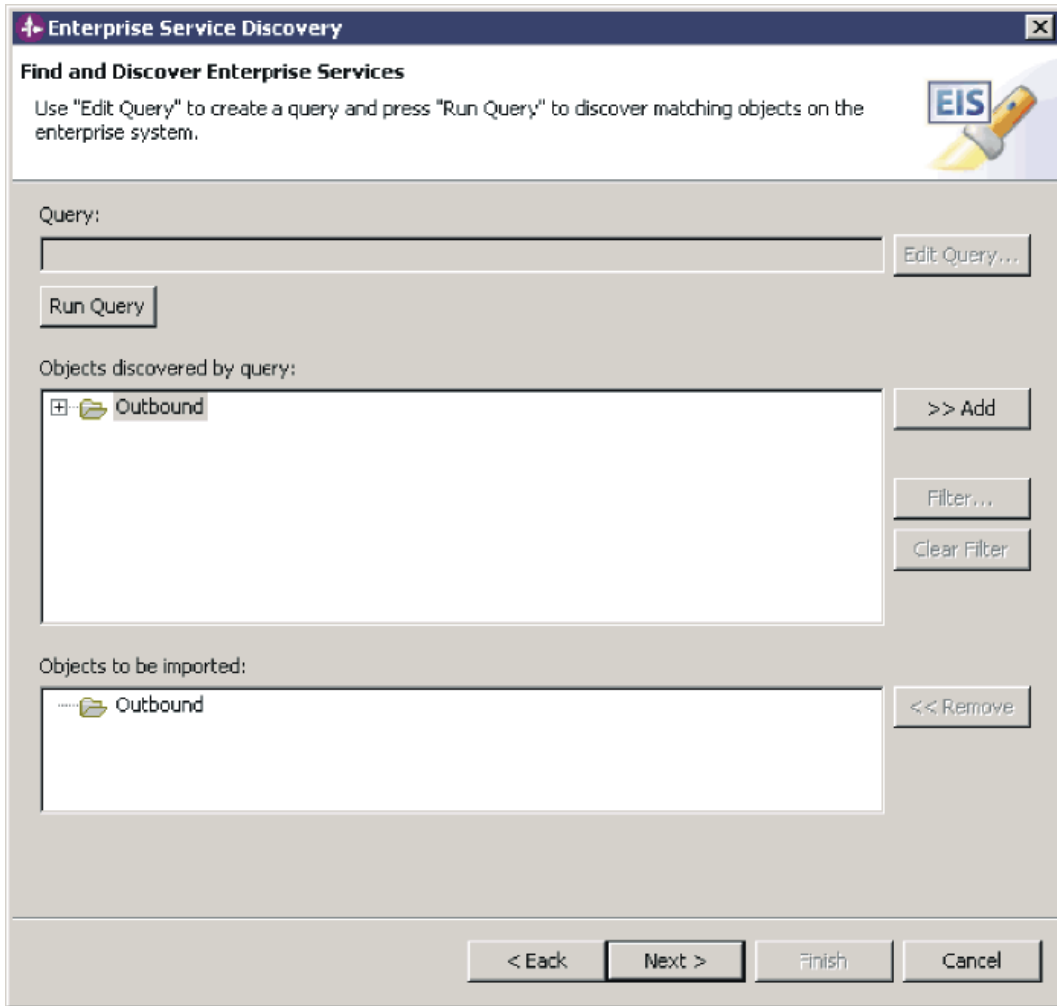 Enterprise Service Discovery
Find and Discover Enterprise Services
Use "Edit Query" to create a query and press "Run Query" to discover matching objects on the
enterprise system.
EIS
Query:
Edit Query...
Run Query
Objects discovered by query:
Outbound
>> Add
Filter...
Clear Filter
Objects to be imported:
Outbound
<< Remove
< Back
Next >
Finish
Cancel